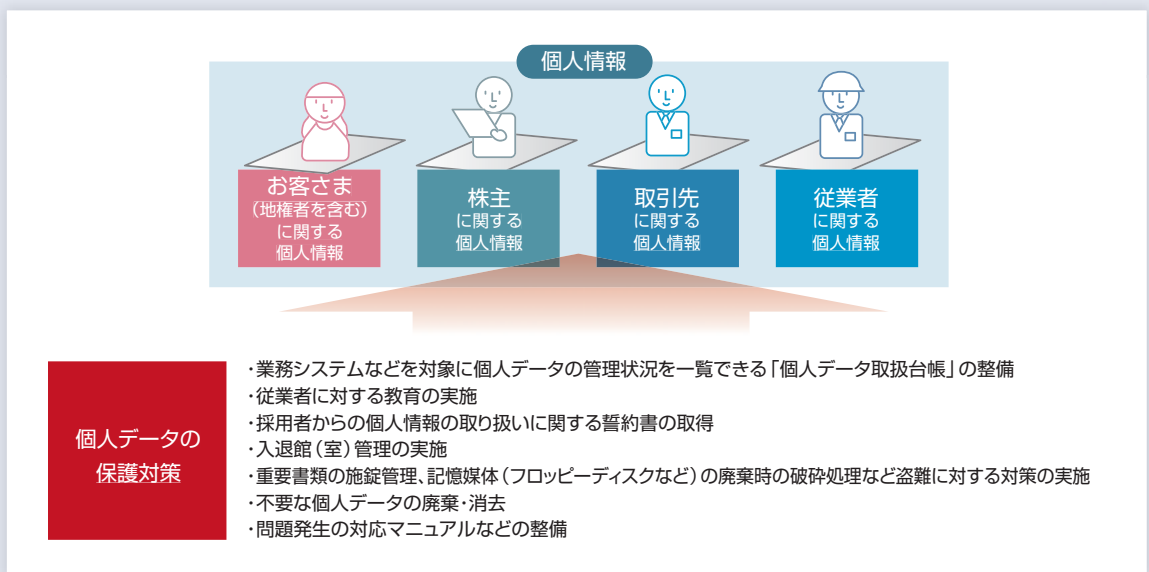 個人情報
お客さま
（地権者を含む）
に関する
個人情報
株主
に関する
個人情報
取引先
に関する
個人情報
従業者
に関する
個人情報
個人データの
保護対策
・業務システムなどを対象に個人データの管理状況を一覧できる「個人データ取扱台帳」の整備
・従業者に対する教育の実施
・採用者からの個人情報の取り扱いに関する誓約書の取得
・入退館（室）管理の実施
・重要書類の施錠管理、記憶媒体（フロッピーディスクなど）の廃棄時の破砕処理など盗難に対する対策の実施
・不要な個人データの廃棄・消去
・問題発生の対応マニュアルなどの整備